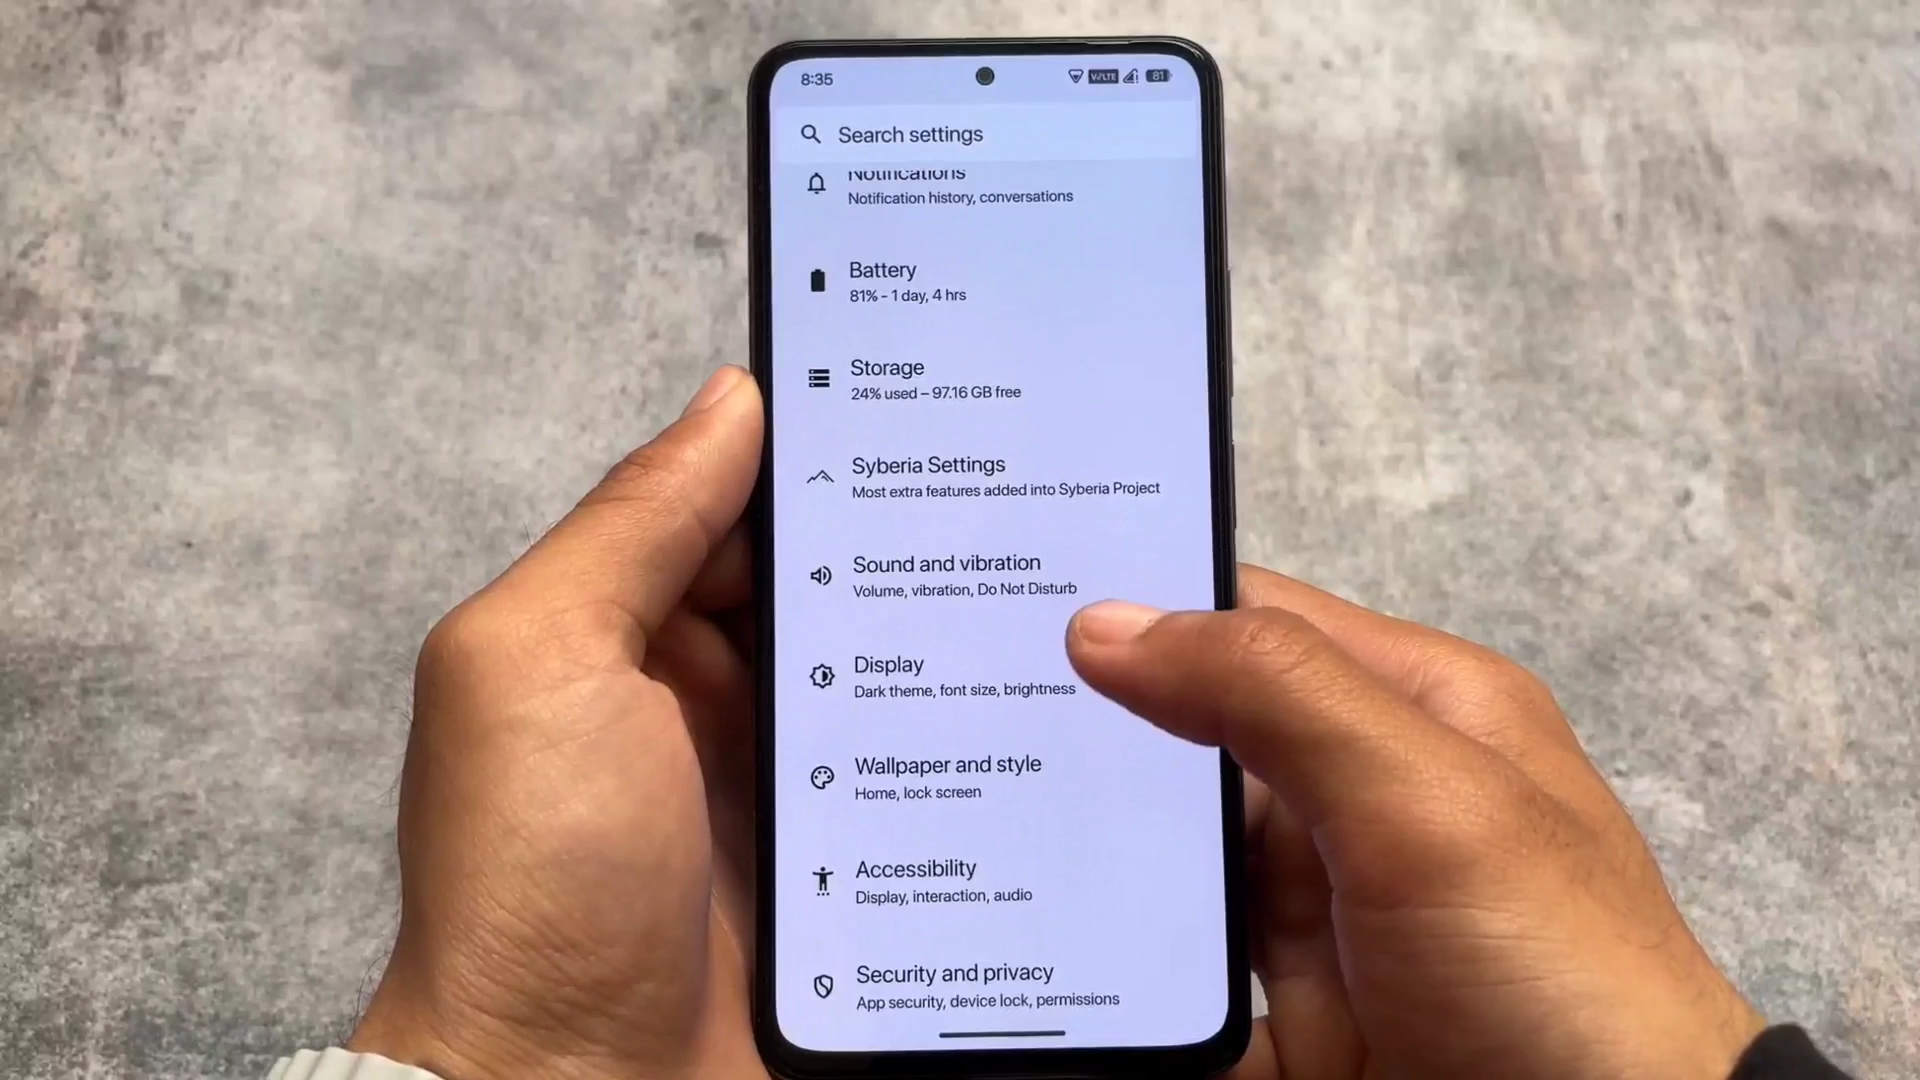 8:35
VoLTE
81
Search settings
Notifications
Notification history, conversations
Battery
81% - 1 day, 4 hrs
Storage
24% used – 97.16 GB free
Syberia Settings
Most extra features added into Syberia Project
Sound and vibration
Volume, vibration, Do Not Disturb
Display
Dark theme, font size, brightness
Wallpaper and style
Home, lock screen
Accessibility
Display, interaction, audio
Security and privacy
App security, device lock, permissions